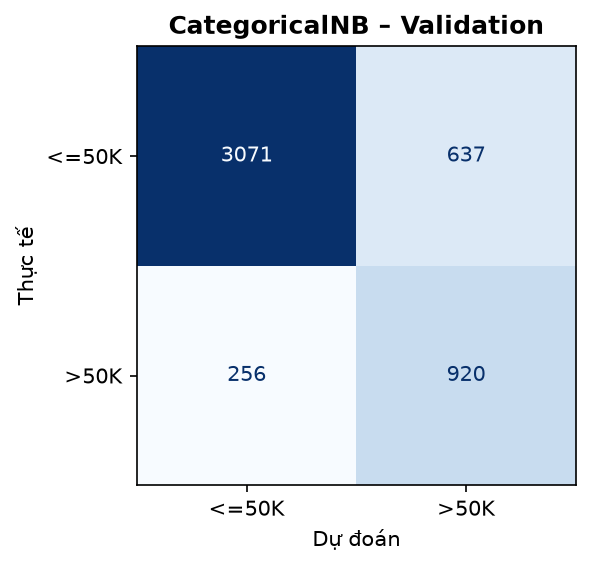 CategoricalNB – Validation
Thực tế
<=50K
3071
637
>50K
256
920
<=50K
>50K
Dự đoán